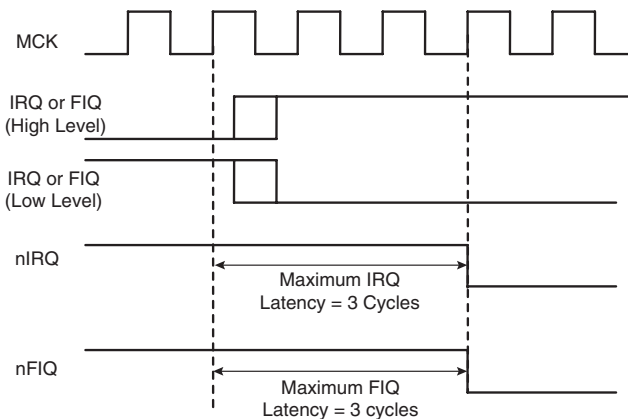 MCK
IRQ or FIQ
(High Level)
IRQ or FIQ
(Low Level)
nIRQ
Maximum IRQ
Latency = 3 Cycles
nFIQ
Maximum FIQ
Latency = 3 cycles